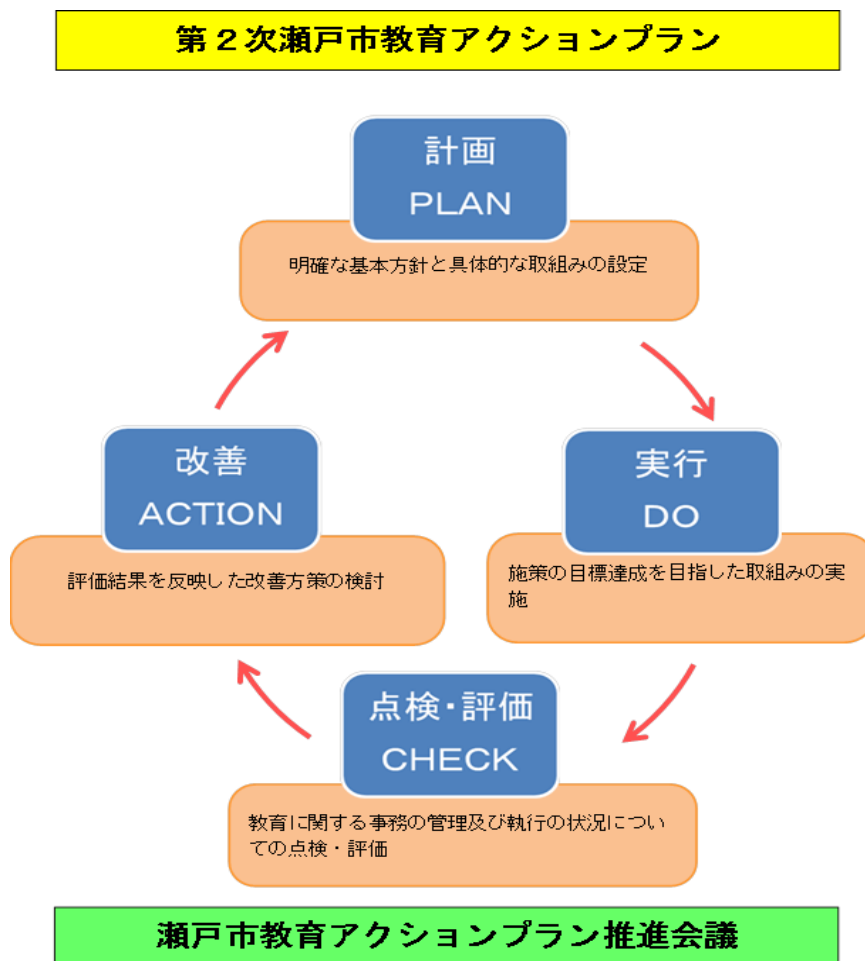 第2次瀬戸市教育アクションプラン
計画
PLAN
明確な基本方針と具体的な取組みの設定
実行
DO
施策の目標達成を目指した取組みの実
施
点検・評価
CHECK
教育に関する事務の管理及び執行の状況につい
ての点検・評価
改善
ACTION
評価結果を反映した改善方策の検討
瀬戸市教育アクションプラン推進会議